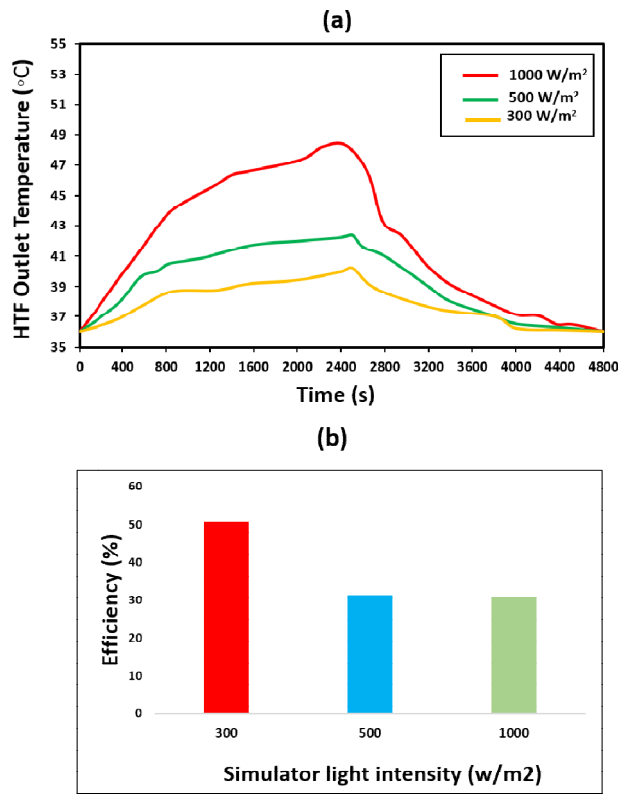 (a)
HTF Outlet Temperature (◦C)
55
53
51
49
47
45
43
41
39
37
35
1000 W/m²
500 W/m²
300 W/m²
0 400 800 1200 1600 2000 2400 2800 3200 3600 4000 4400 4800
Time (s)
(b)
Efficiency (%)
60
50
40
30
20
10
0
300 500 1000
Simulator light intensity (w/m2)